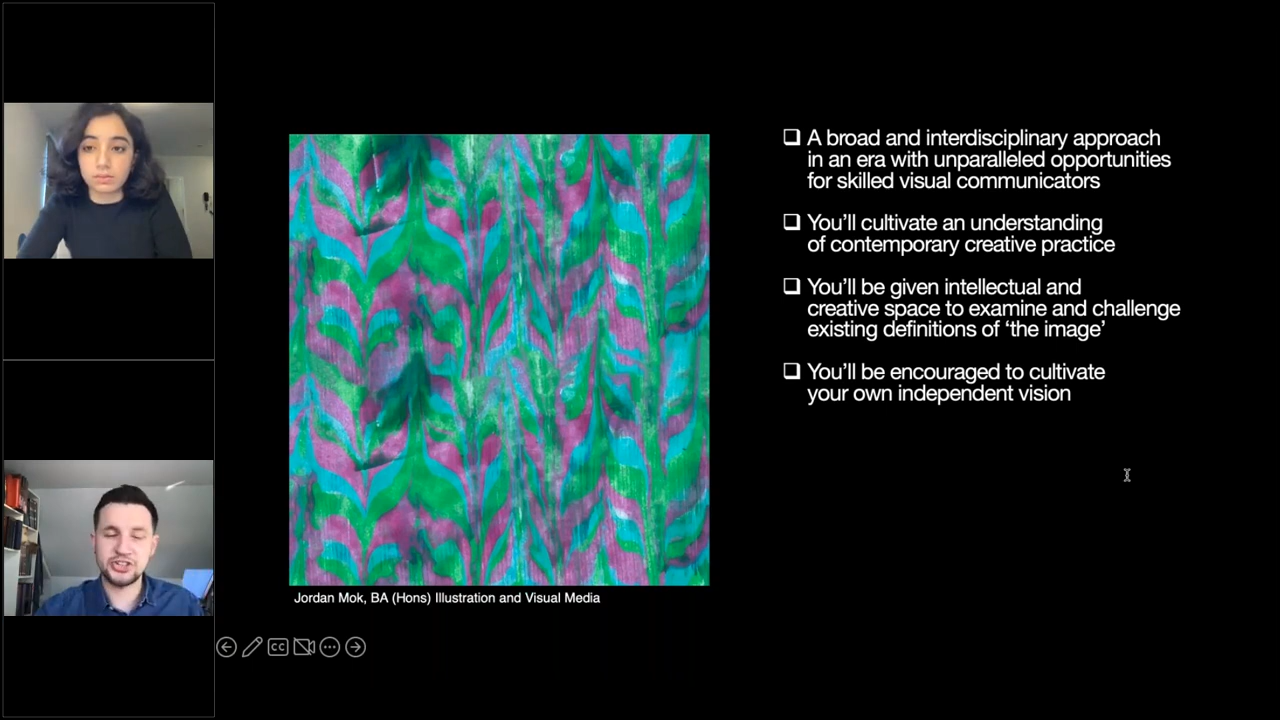 A broad and interdisciplinary approach
in an era with unparalleled opportunities
for skilled visual communicators
You’ll cultivate an understanding
of contemporary creative practice
You’ll be given intellectual and
creative space to examine and challenge
existing definitions of ‘the image’
You’ll be encouraged to cultivate
your own independent vision
Jordan Mok, BA (Hons) Illustration and Visual Media
CC